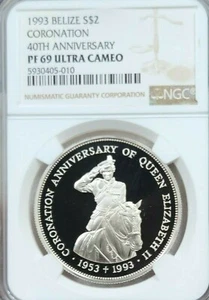 1993 BELIZE S$2
CORONATION
40TH ANNIVERSARY
PF 69 ULTRA CAMEO
5930405-010
NGC
NUMISMATIC GUARANTY CORPORATION
CORONATION ANNIVERSARY OF QUEEN ELIZABETH II
• 1953 + 1993 •